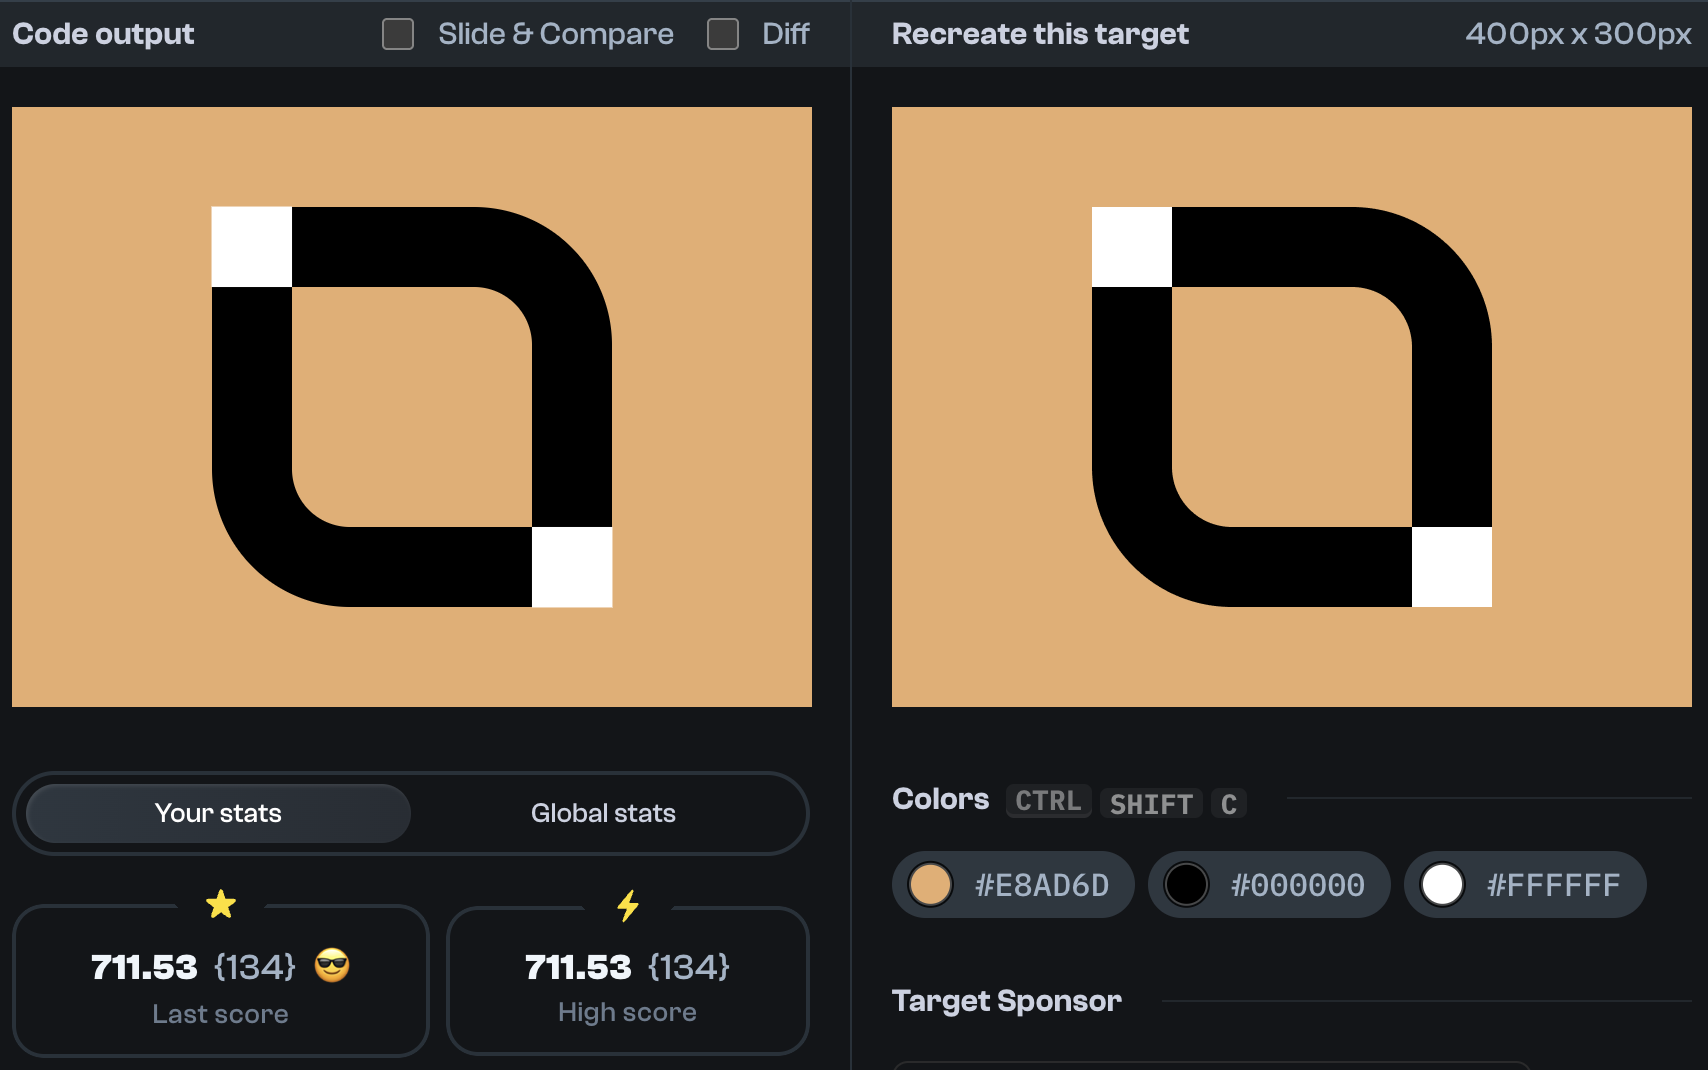 Code output
Slide & Compare
Diff
Recreate this target
400px x 300px
Your stats
Global stats
711.53 {134} 😎
Last score
711.53 {134}
High score
Colors CTRL SHIFT C
#E8AD6D
#000000
#FFFFFF
Target Sponsor